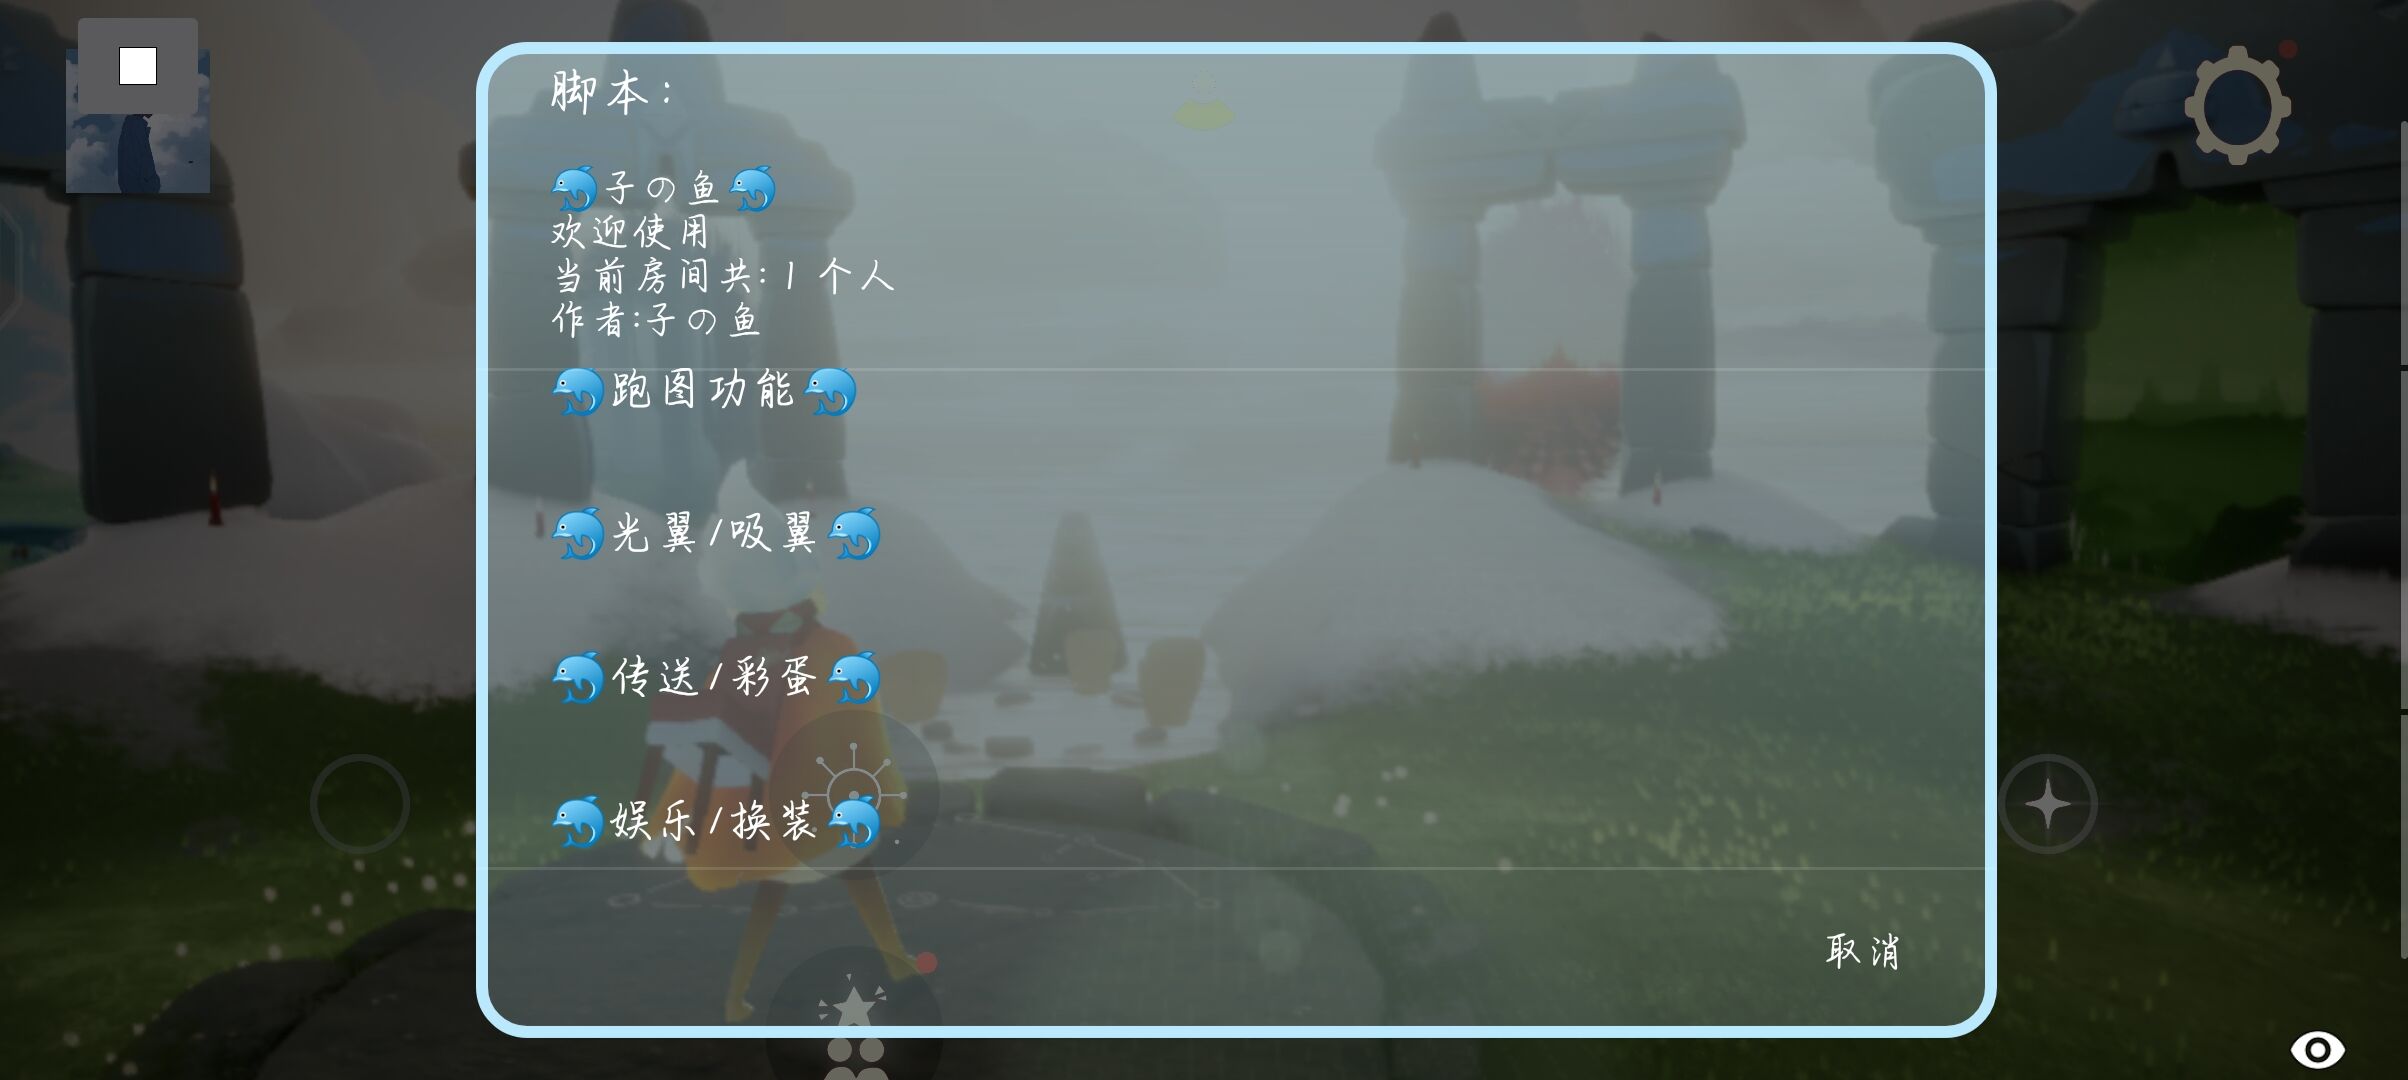 脚本：
🐬子の鱼🐬
欢迎使用
当前房间共: 1 个人
作者:子の鱼
🐬跑图功能🐬
🐬光翼/吸翼🐬
🐬传送/彩蛋🐬
🐬娱乐/换装🐬
取消